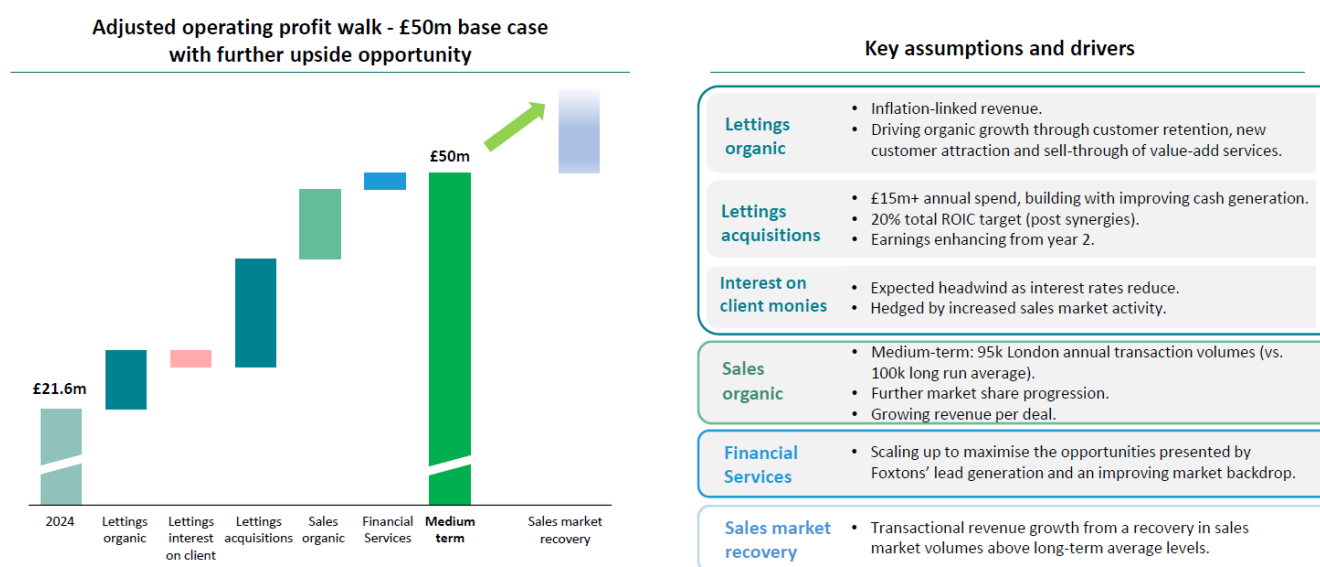 Adjusted operating profit walk - £50m base case
with further upside opportunity
£21.6m
£50m
2024
Lettings
organic
Lettings
interest
on client
Lettings
acquisitions
Sales
organic
Financial
Services
Medium
term
Sales market
recovery
Key assumptions and drivers
Lettings
organic
• Inflation-linked revenue.
• Driving organic growth through customer retention, new
customer attraction and sell-through of value-add services.
Lettings
acquisitions
• £15m+ annual spend, building with improving cash generation.
• 20% total ROIC target (post synergies).
• Earnings enhancing from year 2.
Interest on
client monies
• Expected headwind as interest rates reduce.
• Hedged by increased sales market activity.
Sales
organic
• Medium-term: 95k London annual transaction volumes (vs.
100k long run average).
• Further market share progression.
• Growing revenue per deal.
Financial
Services
• Scaling up to maximise the opportunities presented by
Foxtons' lead generation and an improving market backdrop.
Sales market
recovery
• Transactional revenue growth from a recovery in sales
market volumes above long-term average levels.